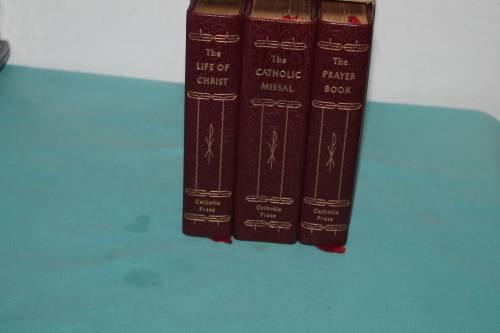 The
LIFE OF
CHRIST
Catholic
Press
The
CATHOLIC
MISSAL
Catholic
Press
The
PRAYER
BOOK
Catholic
Press